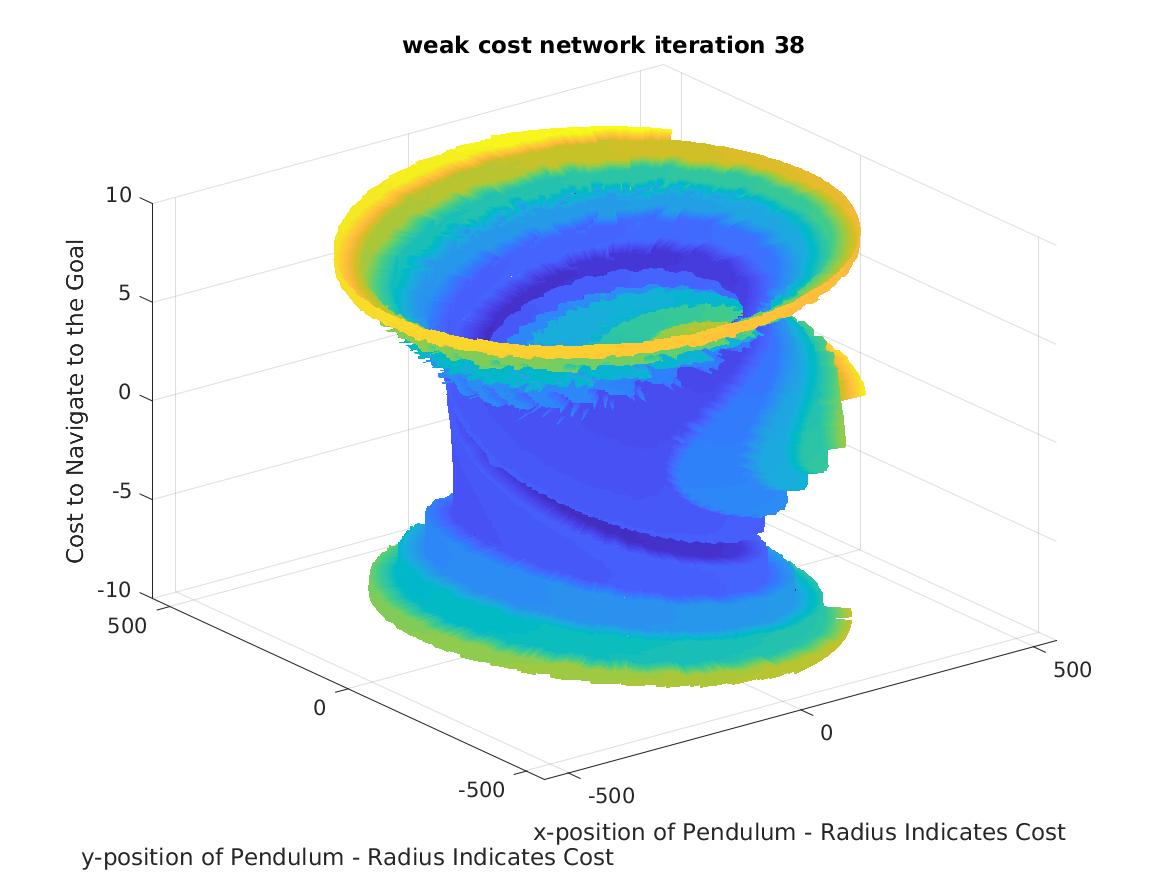 weak cost network iteration 38
10
5
0
-5
-10
Cost to Navigate to the Goal
500
0
-500
-500
0
500
x-position of Pendulum - Radius Indicates Cost
y-position of Pendulum - Radius Indicates Cost